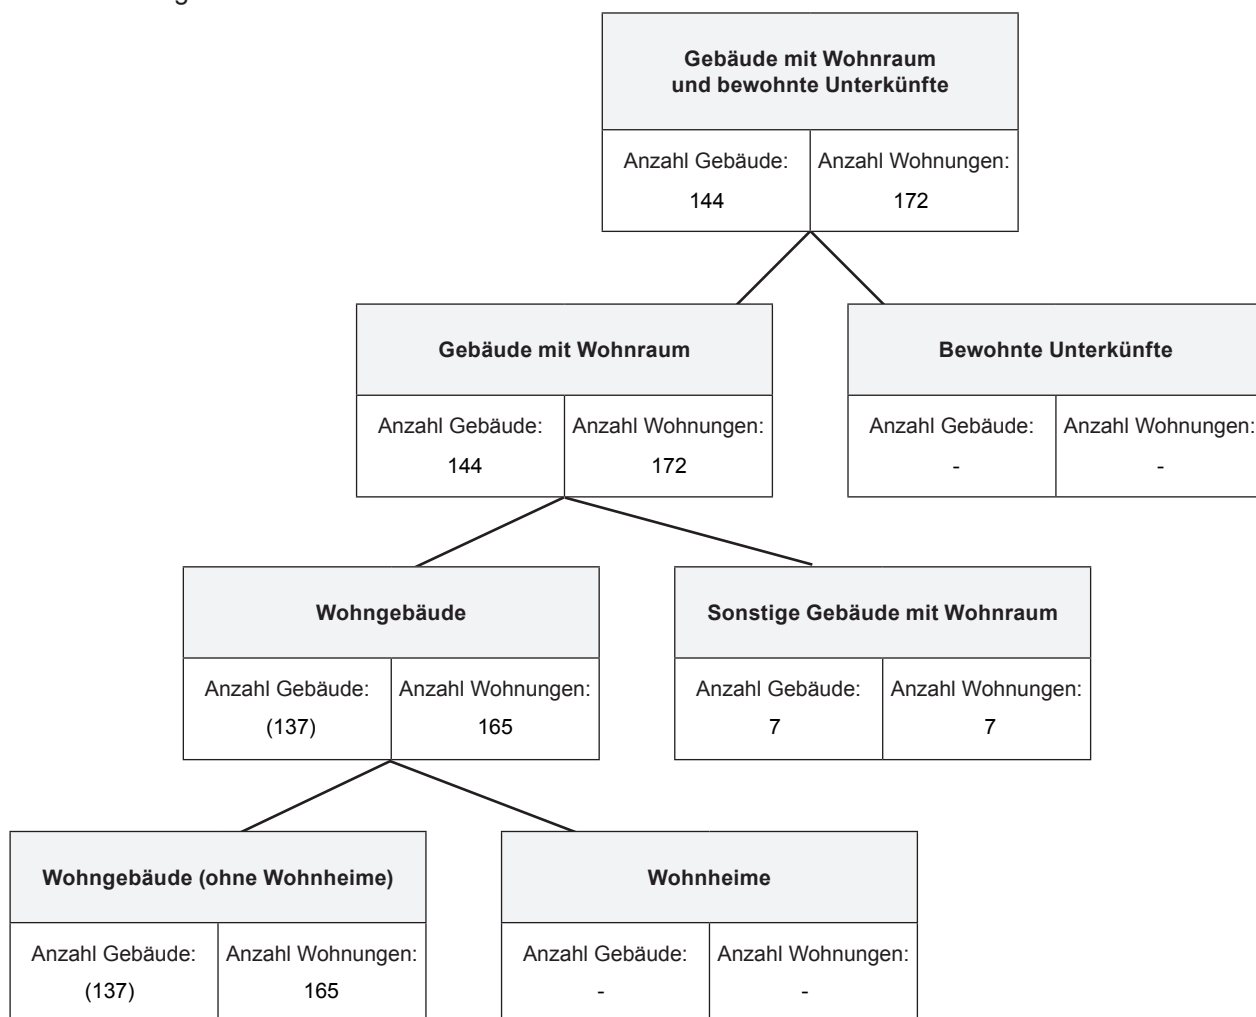 Gebäude mit Wohnraum
und bewohnte Unterkünfte
Anzahl Gebäude: Anzahl Wohnungen:
144 172
Gebäude mit Wohnraum Bewohnte Unterkünfte
Anzahl Gebäude: Anzahl Wohnungen: Anzahl Gebäude: Anzahl Wohnungen:
144 172 - -
Wohngebäude Sonstige Gebäude mit Wohnraum
Anzahl Gebäude: Anzahl Wohnungen: Anzahl Gebäude: Anzahl Wohnungen:
(137) 165 7 7
Wohngebäude (ohne Wohnheime) Wohnheime
Anzahl Gebäude: Anzahl Wohnungen: Anzahl Gebäude: Anzahl Wohnungen:
(137) 165 - -